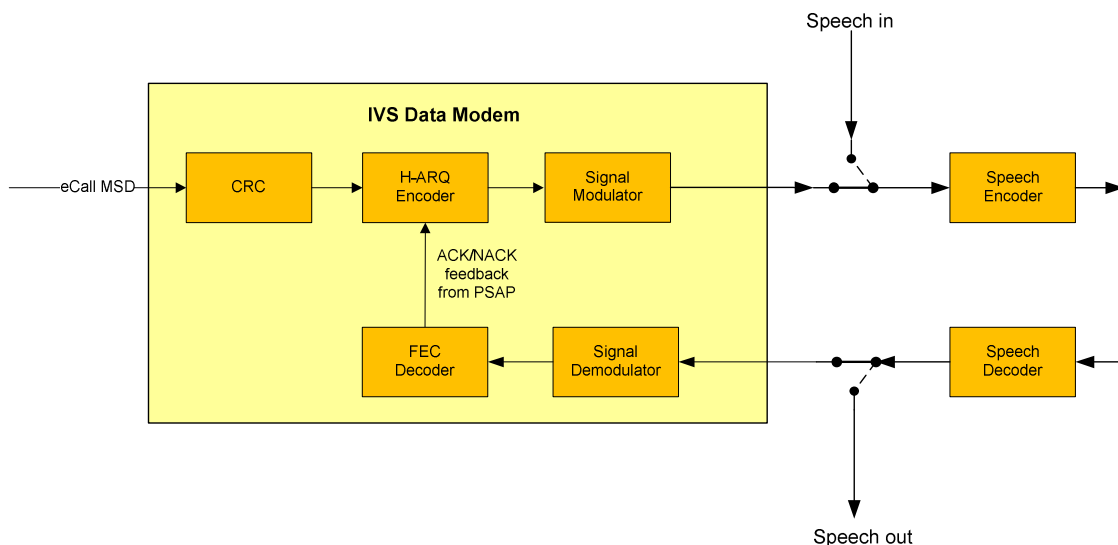 Speech in
IVS Data Modem
eCall MSD
CRC
H-ARQ
Encoder
Signal
Modulator
Speech
Encoder
ACK/NACK
feedback
from PSAP
FEC
Decoder
Signal
Demodulator
Speech
Decoder
Speech out